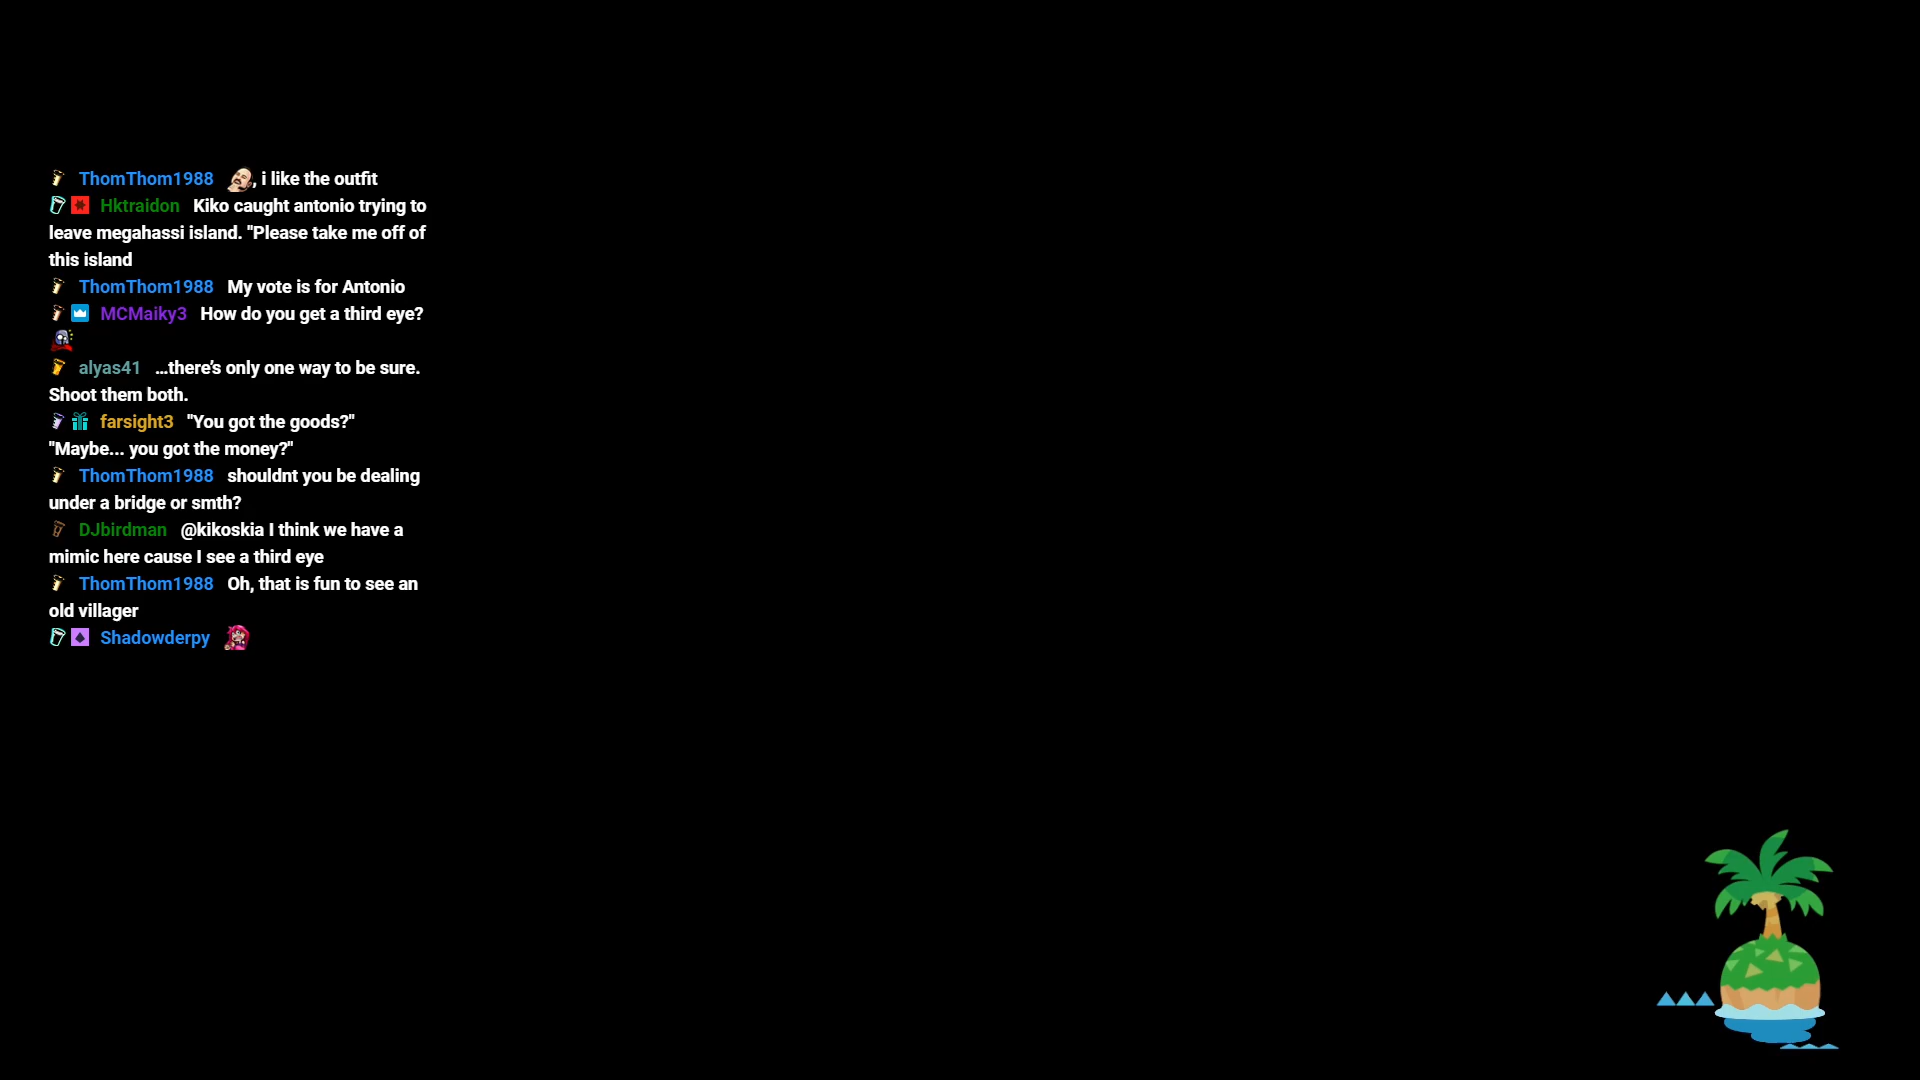 ThomThom1988 , i like the outfit
Hktraidon Kiko caught antonio trying to
leave megahassi island. "Please take me off of
this island
ThomThom1988 My vote is for Antonio
MCMaiky3 How do you get a third eye?
alyas41 …there’s only one way to be sure.
Shoot them both.
farsight3 "You got the goods?"
"Maybe... you got the money?"
ThomThom1988 shouldnt you be dealing
under a bridge or smth?
DJbirdman @kikoskia I think we have a
mimic here cause I see a third eye
ThomThom1988 Oh, that is fun to see an
old villager
Shadowderpy